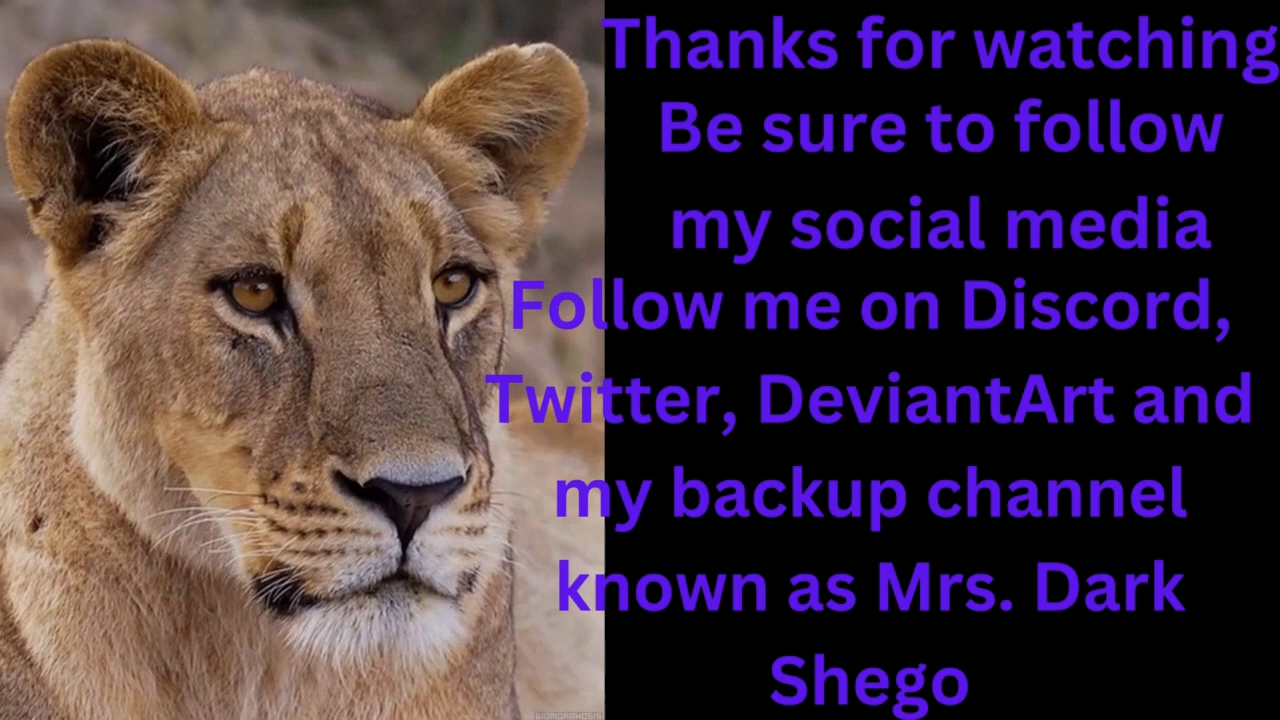 Thanks for watching
Be sure to follow
my social media
Follow me on Discord,
Twitter, DeviantArt and
my backup channel
known as Mrs. Dark
Shego
BIOMORPHOSIS